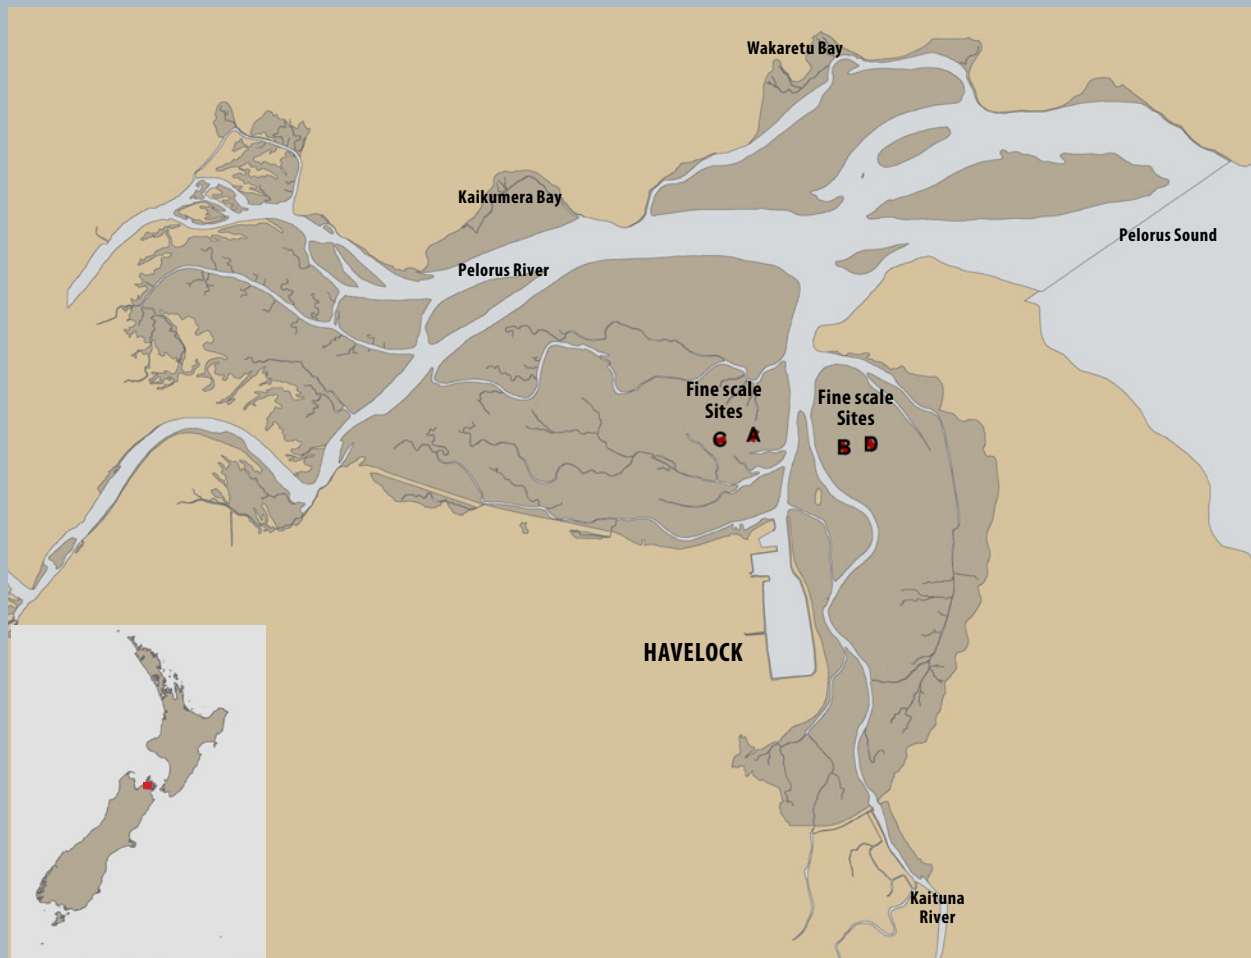 Wakaretu Bay
Kaikumera Bay
Pelorus Sound
Pelorus River
Fine scale
Sites
C A
Fine scale
Sites
B D
HAVELOCK
Kaituna
River